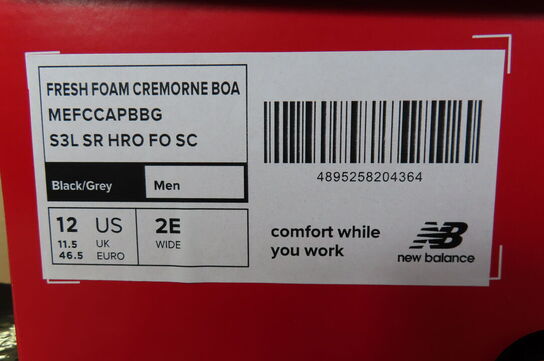 FRESH FOAM CREMORNE BOA
MEFCCAPBBG
S3L SR HRO FO SC
Black/Grey Men
12 US 2E
11.5 UK WIDE
46.5 EURO
4895258204364
comfort while
you work
NB
new balance